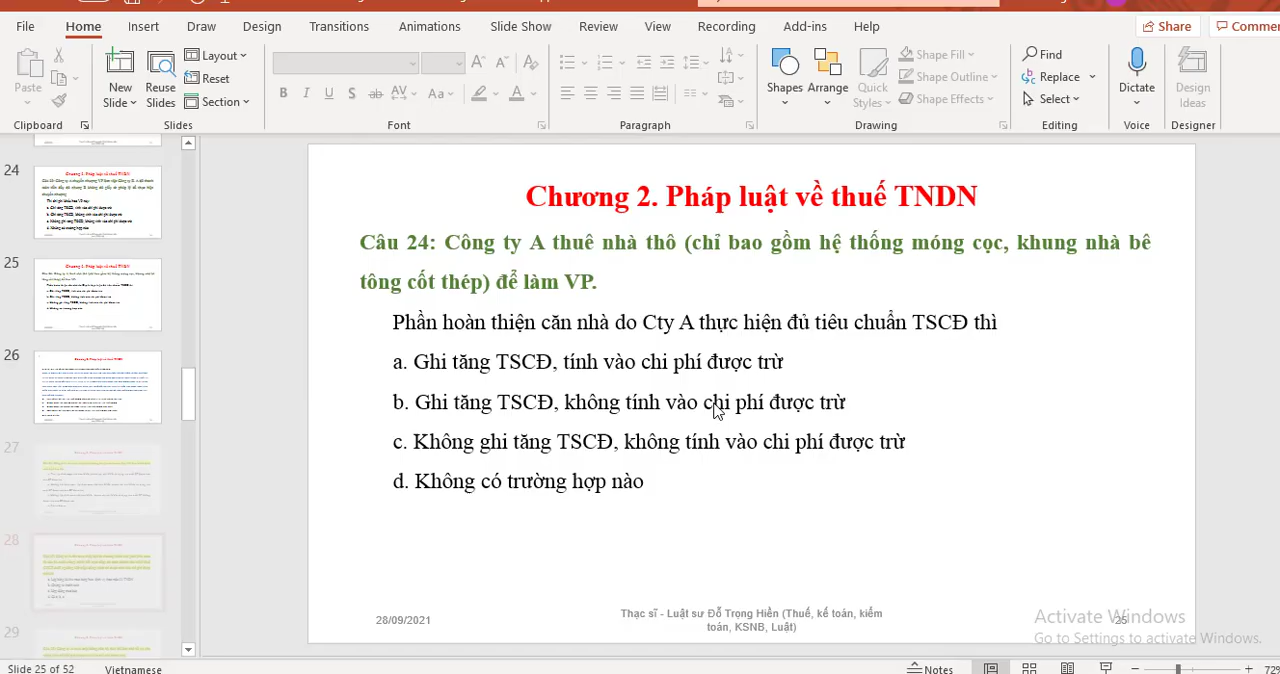 File Home Insert Draw Design Transitions Animations Slide Show Review View Recording Add-ins Help Share Commer
Paste New Slide Reuse Slides Layout Reset Section Shapes Arrange Quick Styles Shape Fill Shape Outline Shape Effects Find Replace Select Dictate Design Ideas
Clipboard Slides Font Paragraph Drawing Editing Voice Designer
24
25
26
27
28
29
Chương 2. Pháp luật về thuế TNDN
Câu 24: Công ty A thuê nhà thô (chỉ bao gồm hệ thống móng cọc, khung nhà bê
tông cốt thép) để làm VP.
Phần hoàn thiện căn nhà do Cty A thực hiện đủ tiêu chuẩn TSCĐ thì
a. Ghi tăng TSCĐ, tính vào chi phí được trừ
b. Ghi tăng TSCĐ, không tính vào chi phí được trừ
c. Không ghi tăng TSCĐ, không tính vào chi phí được trừ
d. Không có trường hợp nào
28/09/2021
Thạc sĩ - Luật sư Đỗ Trọng Hiền (Thuế, kế toán, kiểm
toán, KSNB, Luật)
25
Activate Windows
Go to Settings to activate Windows.
Slide 25 of 52 Vietnamese Notes 72%